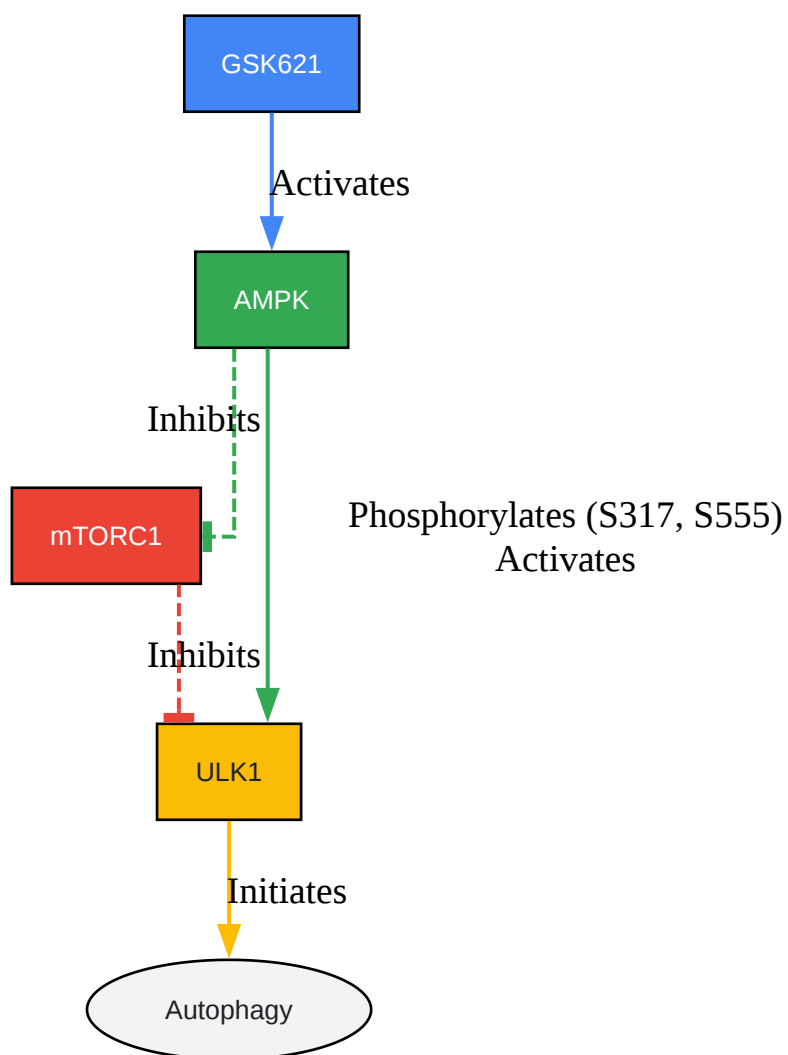 GSK621
Activates
AMPK
Inhibits
Phosphorylates (S317, S555)
Activates
mTORC1
Inhibits
ULK1
Initiates
Autophagy